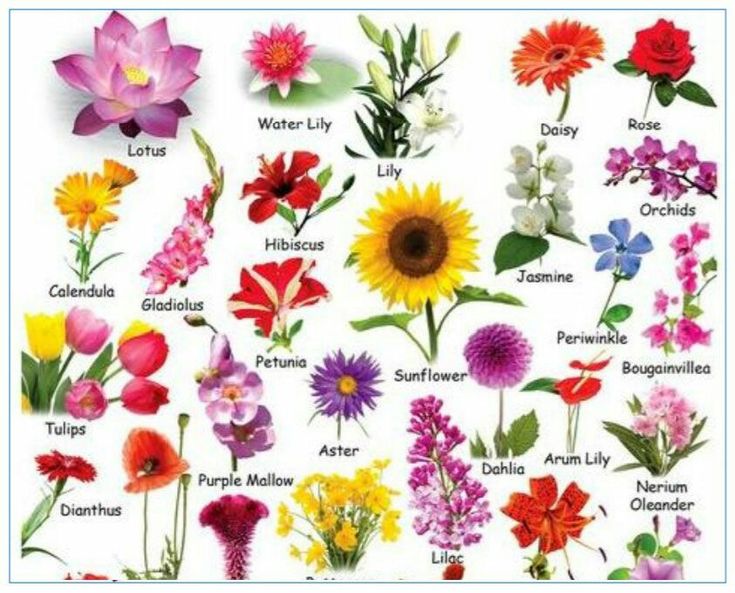 Lotus
Water Lily
Lily
Daisy
Rose
Calendula
Gladiolus
Hibiscus
Jasmine
Orchids
Petunia
Sunflower
Periwinkle
Bougainvillea
Tulips
Purple Mallow
Aster
Dahlia
Arum Lily
Nerium
Oleander
Dianthus
Lilac